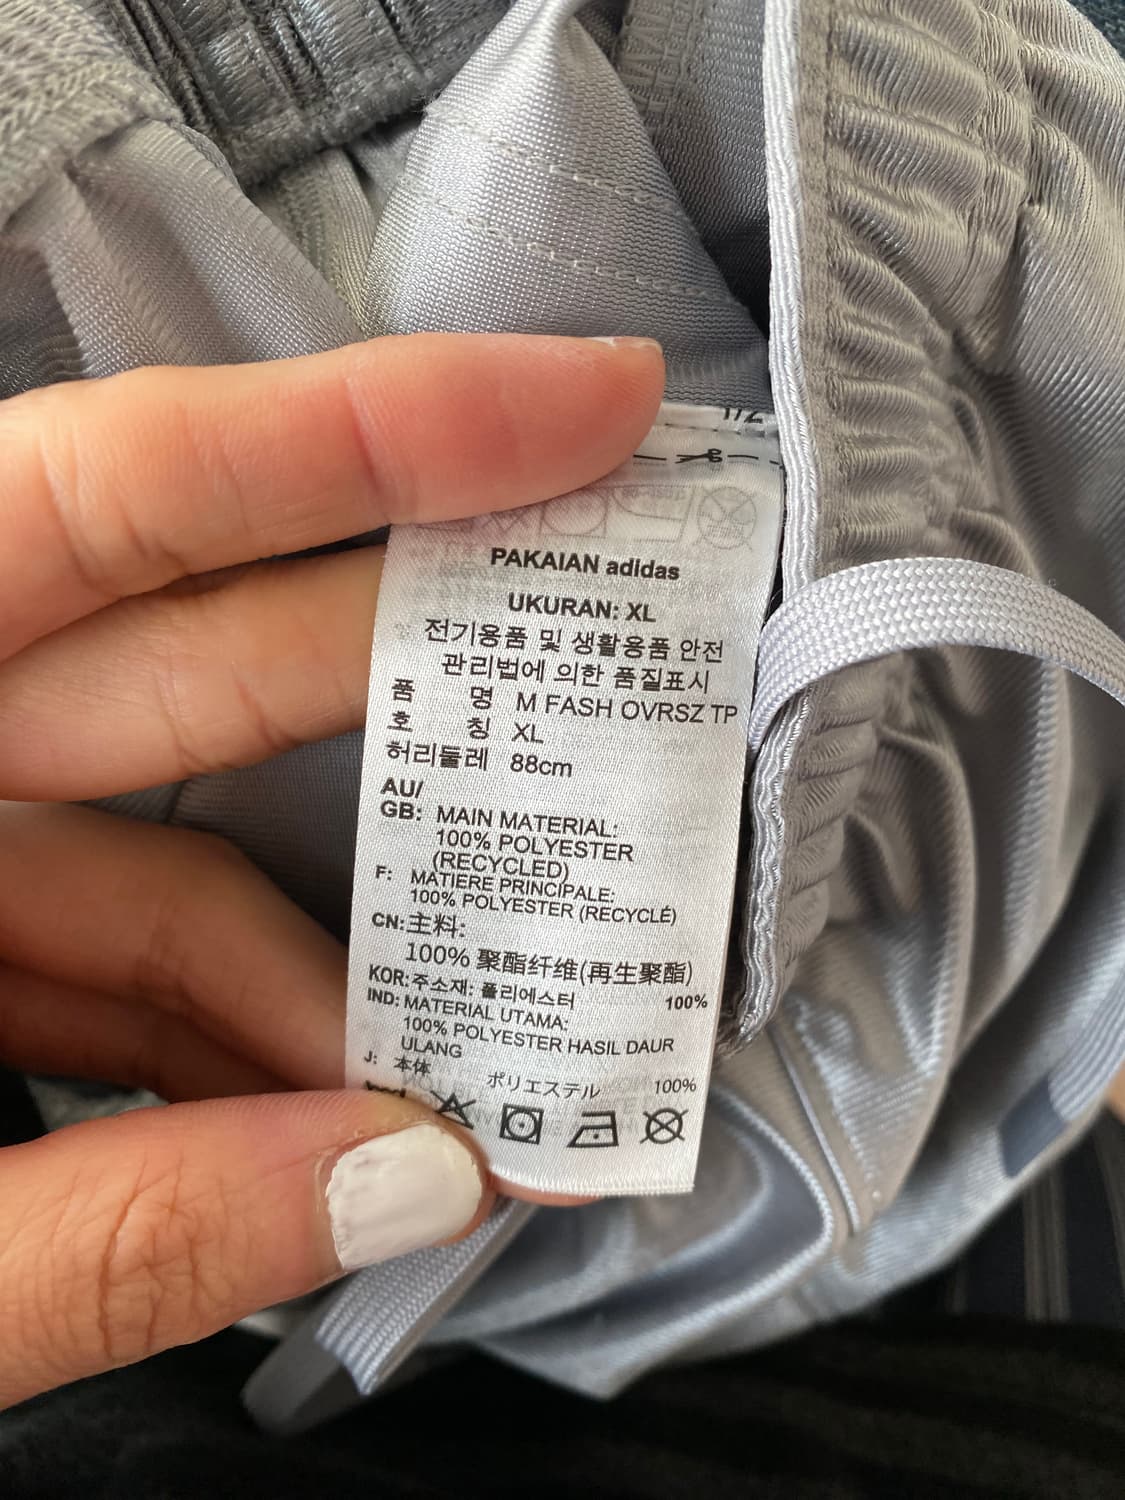 1/2
PAKAIAN adidas
UKURAN: XL
전기용품 및 생활용품 안전
관리법에 의한 품질표시
품 명 M FASH OVRSZ TP
호 칭 XL
허리둘레 88cm
AU/
GB: MAIN MATERIAL:
100% POLYESTER
(RECYCLED)
F: MATIERE PRINCIPALE:
100% POLYESTER (RECYCLÉ)
CN: 主料:
100% 聚酯纤维(再生聚酯)
KOR: 주소재: 폴리에스터 100%
IND: MATERIAL UTAMA:
100% POLYESTER HASIL DAUR
ULANG
J: 本体
ポリエステル 100%